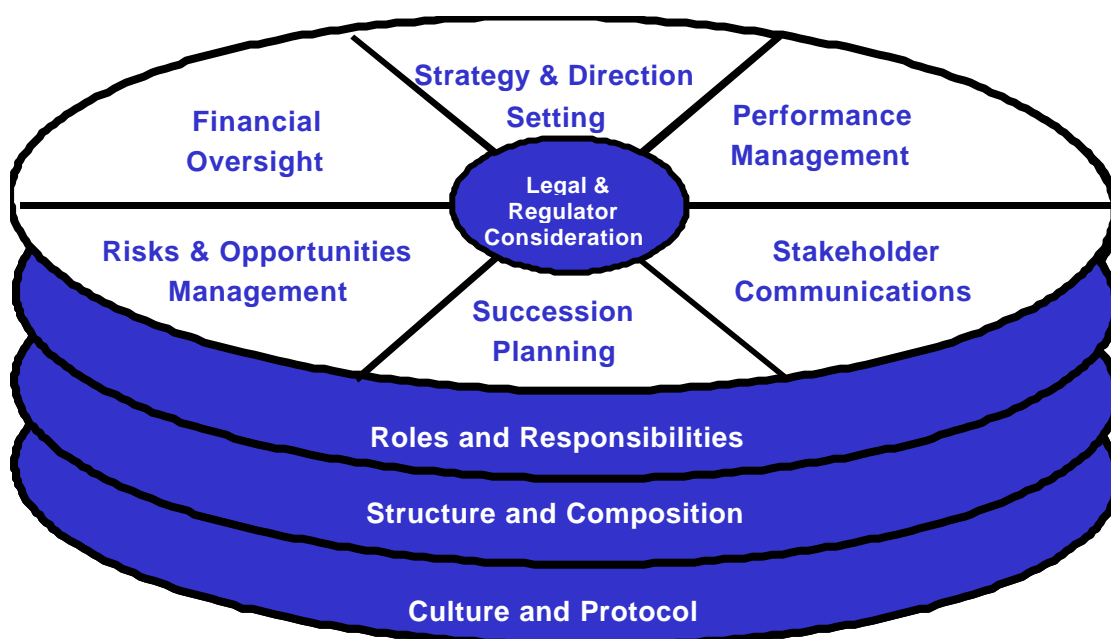 Strategy & Direction
Setting
Financial
Oversight
Performance
Management
Legal &
Regulator
Consideration
Risks & Opportunities
Management
Stakeholder
Communications
Succession
Planning
Roles and Responsibilities
Structure and Composition
Culture and Protocol